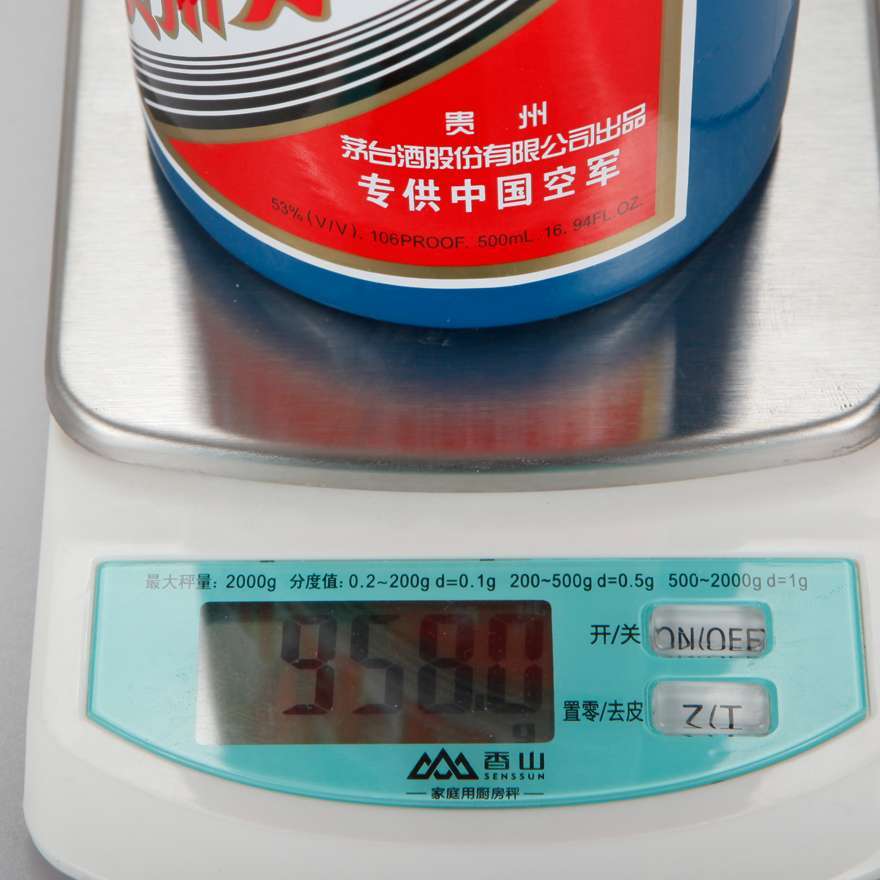 贵 州
茅台酒股份有限公司出品
专供中国空军
53%(V/V). 106PROOF. 500mL 16. 94FL.OZ.
最大秤量: 2000g 分度值: 0.2~200g d=0.1g 200~500g d=0.5g 500~2000g d=1g
958.0
g
开/关 ON/OFF
置零/去皮 Z/T
香山
SENSSUN
家庭用厨房秤